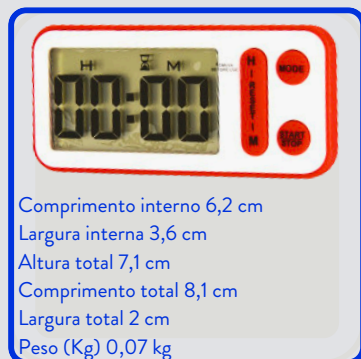 H M
00:00
H
RESET
M
MODE
START
STOP
Comprimento interno 6,2 cm
Largura interna 3,6 cm
Altura total 7,1 cm
Comprimento total 8,1 cm
Largura total 2 cm
Peso (Kg) 0,07 kg